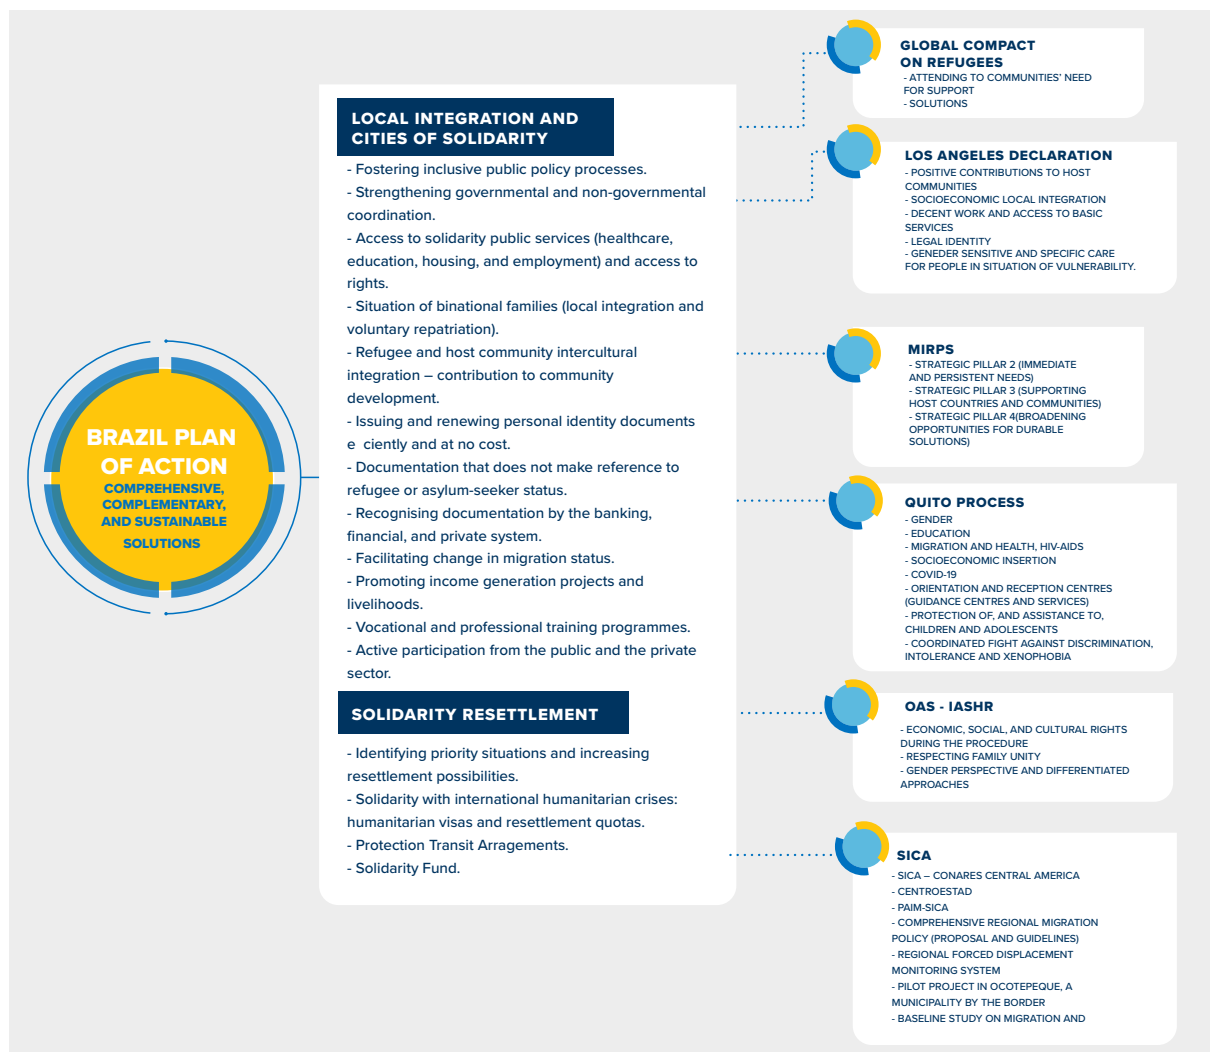 BRAZIL PLAN
OF ACTION
COMPREHENSIVE,
COMPLEMENTARY,
AND SUSTAINABLE
SOLUTIONS
LOCAL INTEGRATION AND
CITIES OF SOLIDARITY
- Fostering inclusive public policy processes.
- Strengthening governmental and non-governmental
coordination.
- Access to solidarity public services (healthcare,
education, housing, and employment) and access to
rights.
- Situation of binational families (local integration and
voluntary repatriation).
- Refugee and host community intercultural
integration – contribution to community
development.
- Issuing and renewing personal identity documents
e ciently and at no cost.
- Documentation that does not make reference to
refugee or asylum-seeker status.
- Recognising documentation by the banking,
financial, and private system.
- Facilitating change in migration status.
- Promoting income generation projects and
livelihoods.
- Vocational and professional training programmes.
- Active participation from the public and the private
sector.
SOLIDARITY RESETTLEMENT
- Identifying priority situations and increasing
resettlement possibilities.
- Solidarity with international humanitarian crises:
humanitarian visas and resettlement quotas.
- Protection Transit Arragements.
- Solidarity Fund.
GLOBAL COMPACT
ON REFUGEES
- ATTENDING TO COMMUNITIES' NEED
FOR SUPPORT
- SOLUTIONS
LOS ANGELES DECLARATION
- POSITIVE CONTRIBUTIONS TO HOST
COMMUNITIES
- SOCIOECONOMIC LOCAL INTEGRATION
- DECENT WORK AND ACCESS TO BASIC
SERVICES
- LEGAL IDENTITY
- GENEDER SENSITIVE AND SPECIFIC CARE
FOR PEOPLE IN SITUATION OF VULNERABILITY.
MIRPS
- STRATEGIC PILLAR 2 (IMMEDIATE
AND PERSISTENT NEEDS)
- STRATEGIC PILLAR 3 (SUPPORTING
HOST COUNTRIES AND COMMUNITIES)
- STRATEGIC PILLAR 4(BROADENING
OPPORTUNITIES FOR DURABLE
SOLUTIONS)
QUITO PROCESS
- GENDER
- EDUCATION
- MIGRATION AND HEALTH, HIV-AIDS
- SOCIOECONOMIC INSERTION
- COVID-19
- ORIENTATION AND RECEPTION CENTRES
(GUIDANCE CENTRES AND SERVICES)
- PROTECTION OF, AND ASSISTANCE TO,
CHILDREN AND ADOLESCENTS
- COORDINATED FIGHT AGAINST DISCRIMINATION,
INTOLERANCE AND XENOPHOBIA
OAS - IASHR
- ECONOMIC, SOCIAL, AND CULTURAL RIGHTS
DURING THE PROCEDURE
- RESPECTING FAMILY UNITY
- GENDER PERSPECTIVE AND DIFFERENTIATED
APPROACHES
SICA
- SICA – CONARES CENTRAL AMERICA
- CENTROESTAD
- PAIM-SICA
- COMPREHENSIVE REGIONAL MIGRATION
POLICY (PROPOSAL AND GUIDELINES)
- REGIONAL FORCED DISPLACEMENT
MONITORING SYSTEM
- PILOT PROJECT IN OCOTEPEQUE, A
MUNICIPALITY BY THE BORDER
- BASELINE STUDY ON MIGRATION AND